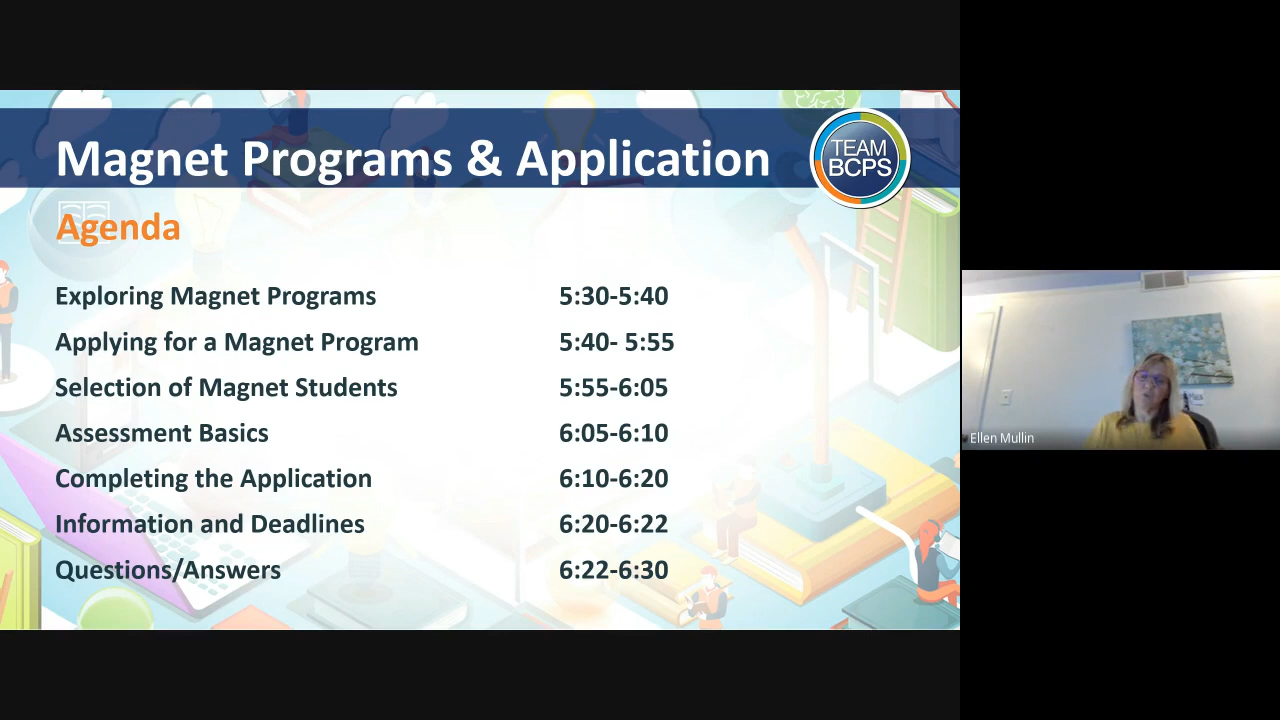 Magnet Programs & Application
TEAM
BCPS
Agenda
Exploring Magnet Programs 5:30-5:40
Applying for a Magnet Program 5:40- 5:55
Selection of Magnet Students 5:55-6:05
Assessment Basics 6:05-6:10
Completing the Application 6:10-6:20
Information and Deadlines 6:20-6:22
Questions/Answers 6:22-6:30
Ellen Mullin